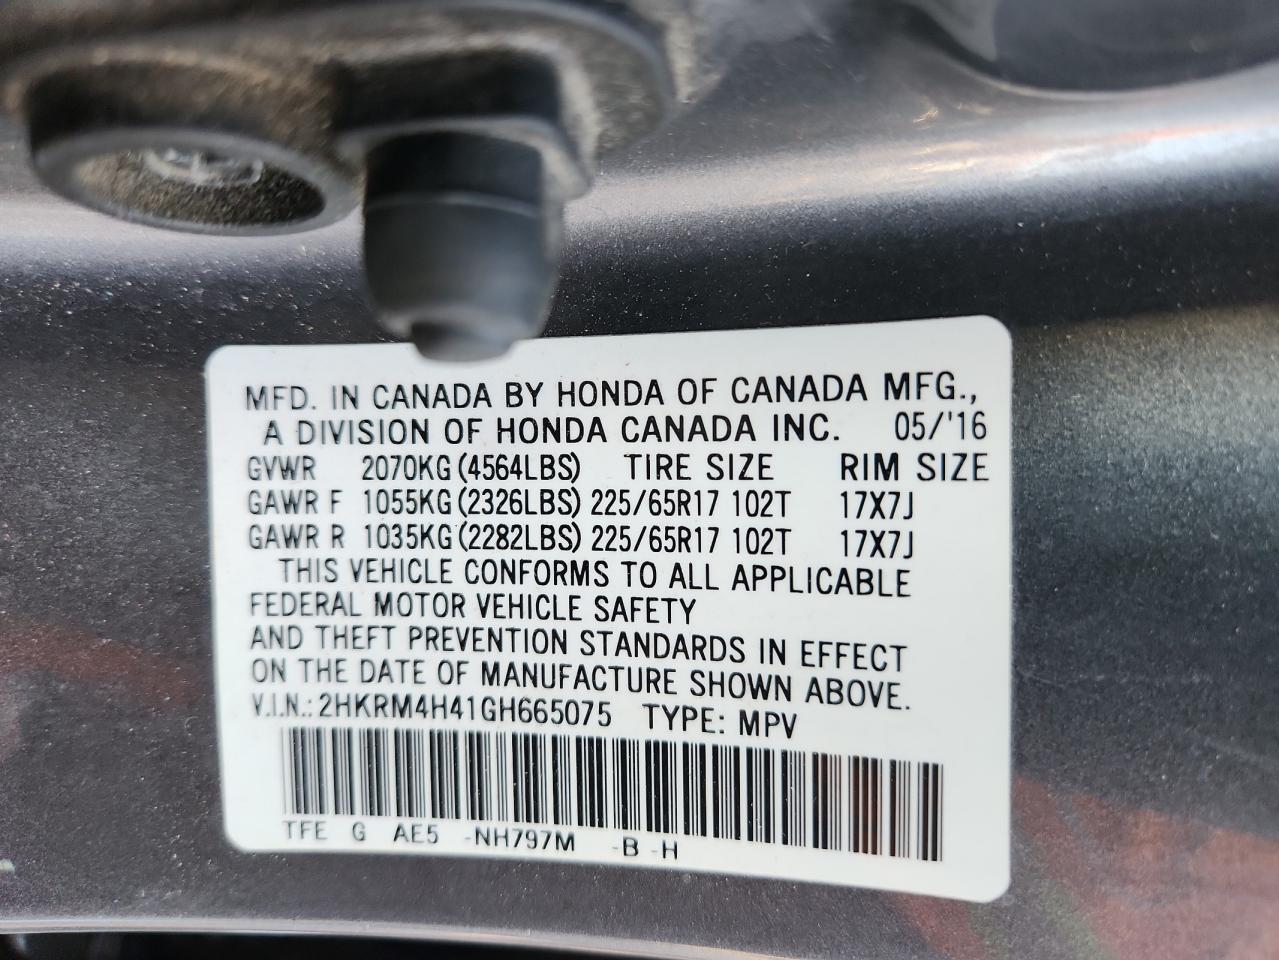 MFD. IN CANADA BY HONDA OF CANADA MFG.,
A DIVISION OF HONDA CANADA INC. 05/'16
GVWR 2070KG (4564LBS) TIRE SIZE RIM SIZE
GAWR F 1055KG (2326LBS) 225/65R17 102T 17X7J
GAWR R 1035KG (2282LBS) 225/65R17 102T 17X7J
THIS VEHICLE CONFORMS TO ALL APPLICABLE
FEDERAL MOTOR VEHICLE SAFETY
AND THEFT PREVENTION STANDARDS IN EFFECT
ON THE DATE OF MANUFACTURE SHOWN ABOVE.
V.I.N.: 2HKRM4H41GH665075 TYPE: MPV
TFE G AE5 -NH797M -B -H